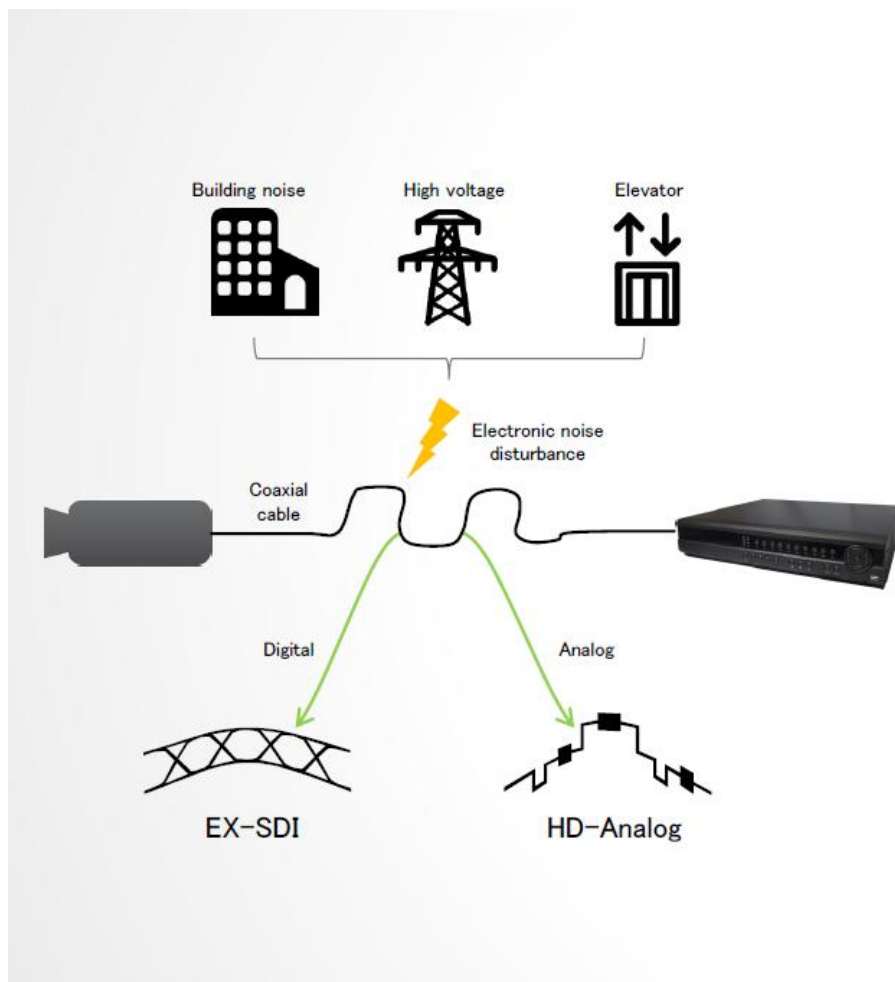 Building noise
High voltage
Elevator
Electronic noise
disturbance
Coaxial
cable
Digital
Analog
EX-SDI
HD-Analog